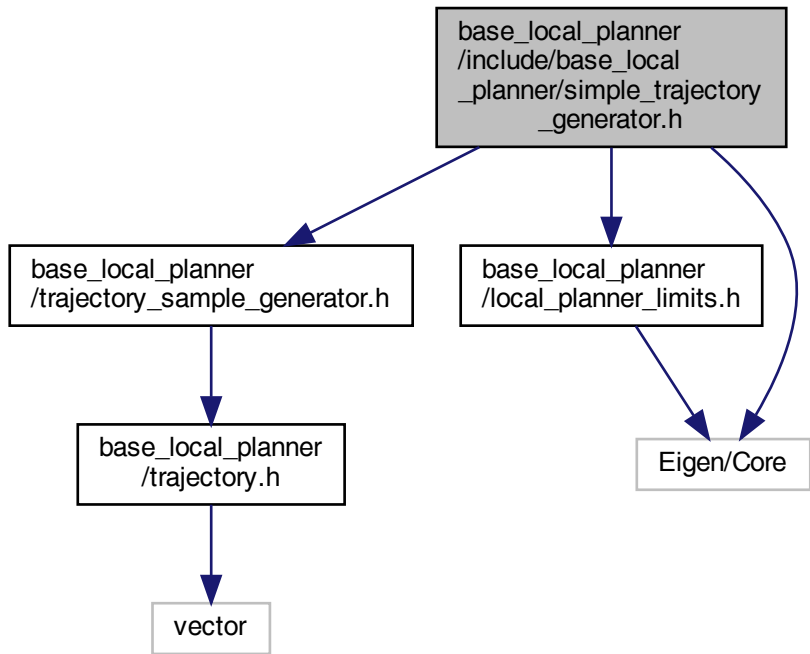 base_local_planner
/include/base_local
_planner/simple_trajectory
_generator.h
base_local_planner
/trajectory_sample_generator.h
base_local_planner
/local_planner_limits.h
base_local_planner
/trajectory.h
Eigen/Core
vector